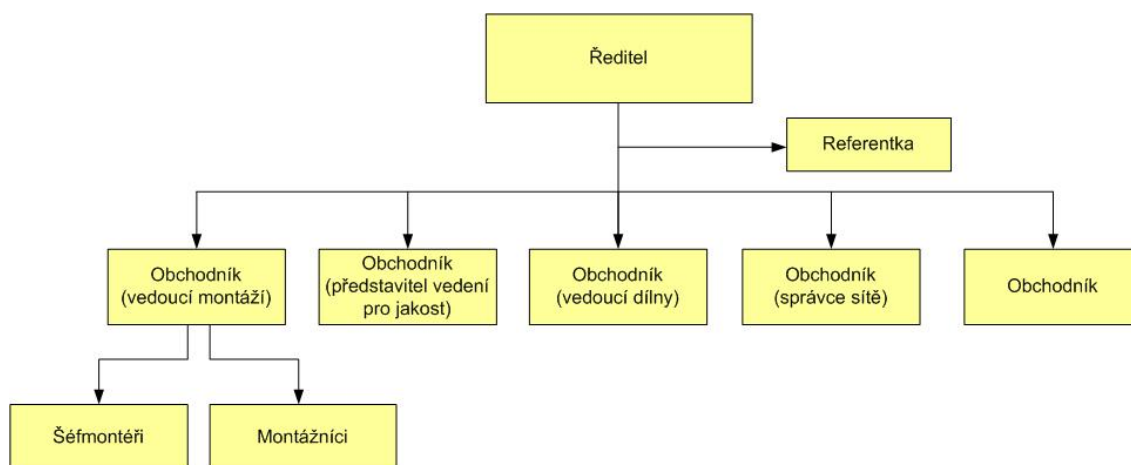 Ředitel
Referentka
Obchodník
(vedoucí montáží)
Obchodník
(představitel vedení
pro jakost)
Obchodník
(vedoucí dílny)
Obchodník
(správce sítě)
Obchodník
Šéfmontéři
Montážníci